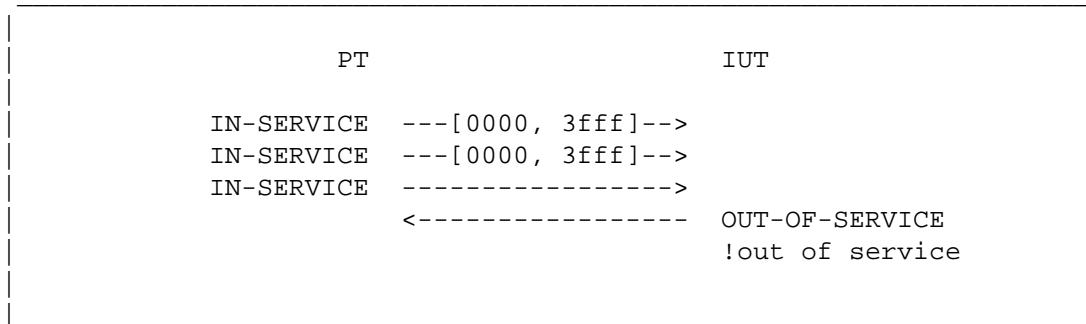 PT IUT
IN-SERVICE ---[0000, 3fff]-->
IN-SERVICE ---[0000, 3fff]-->
IN-SERVICE ----------------->
<----------------- OUT-OF-SERVICE
!out of service